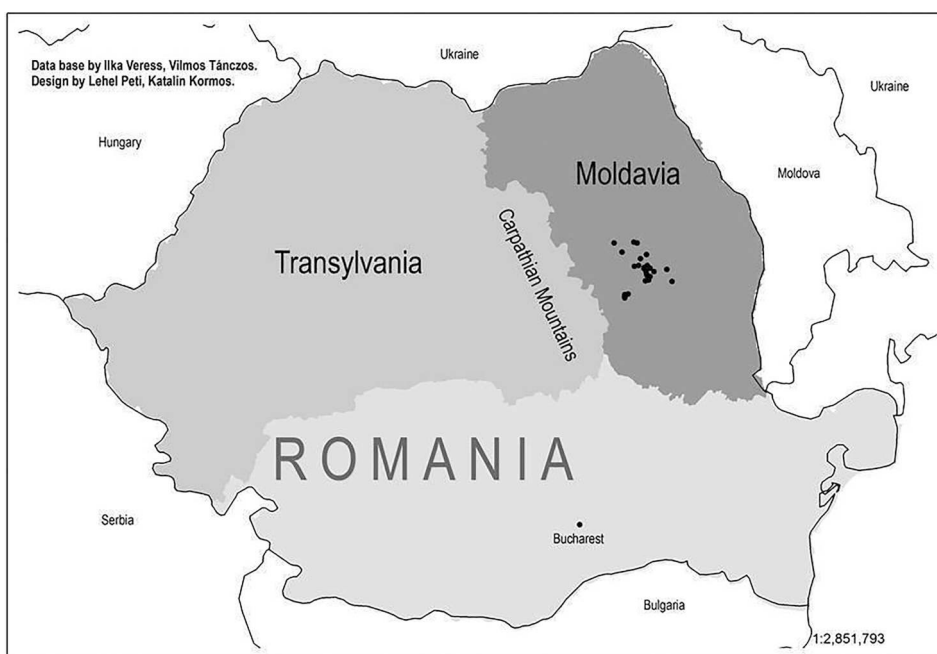 Data base by Ilka Veress, Vilmos Tánczos.
Design by Lehel Peti, Katalin Kormos.
Ukraine
Ukraine
Hungary
Moldavia
Moldova
Transylvania
Carpathian Mountains
ROMANIA
Serbia
Bucharest
Bulgaria
1:2,851,793